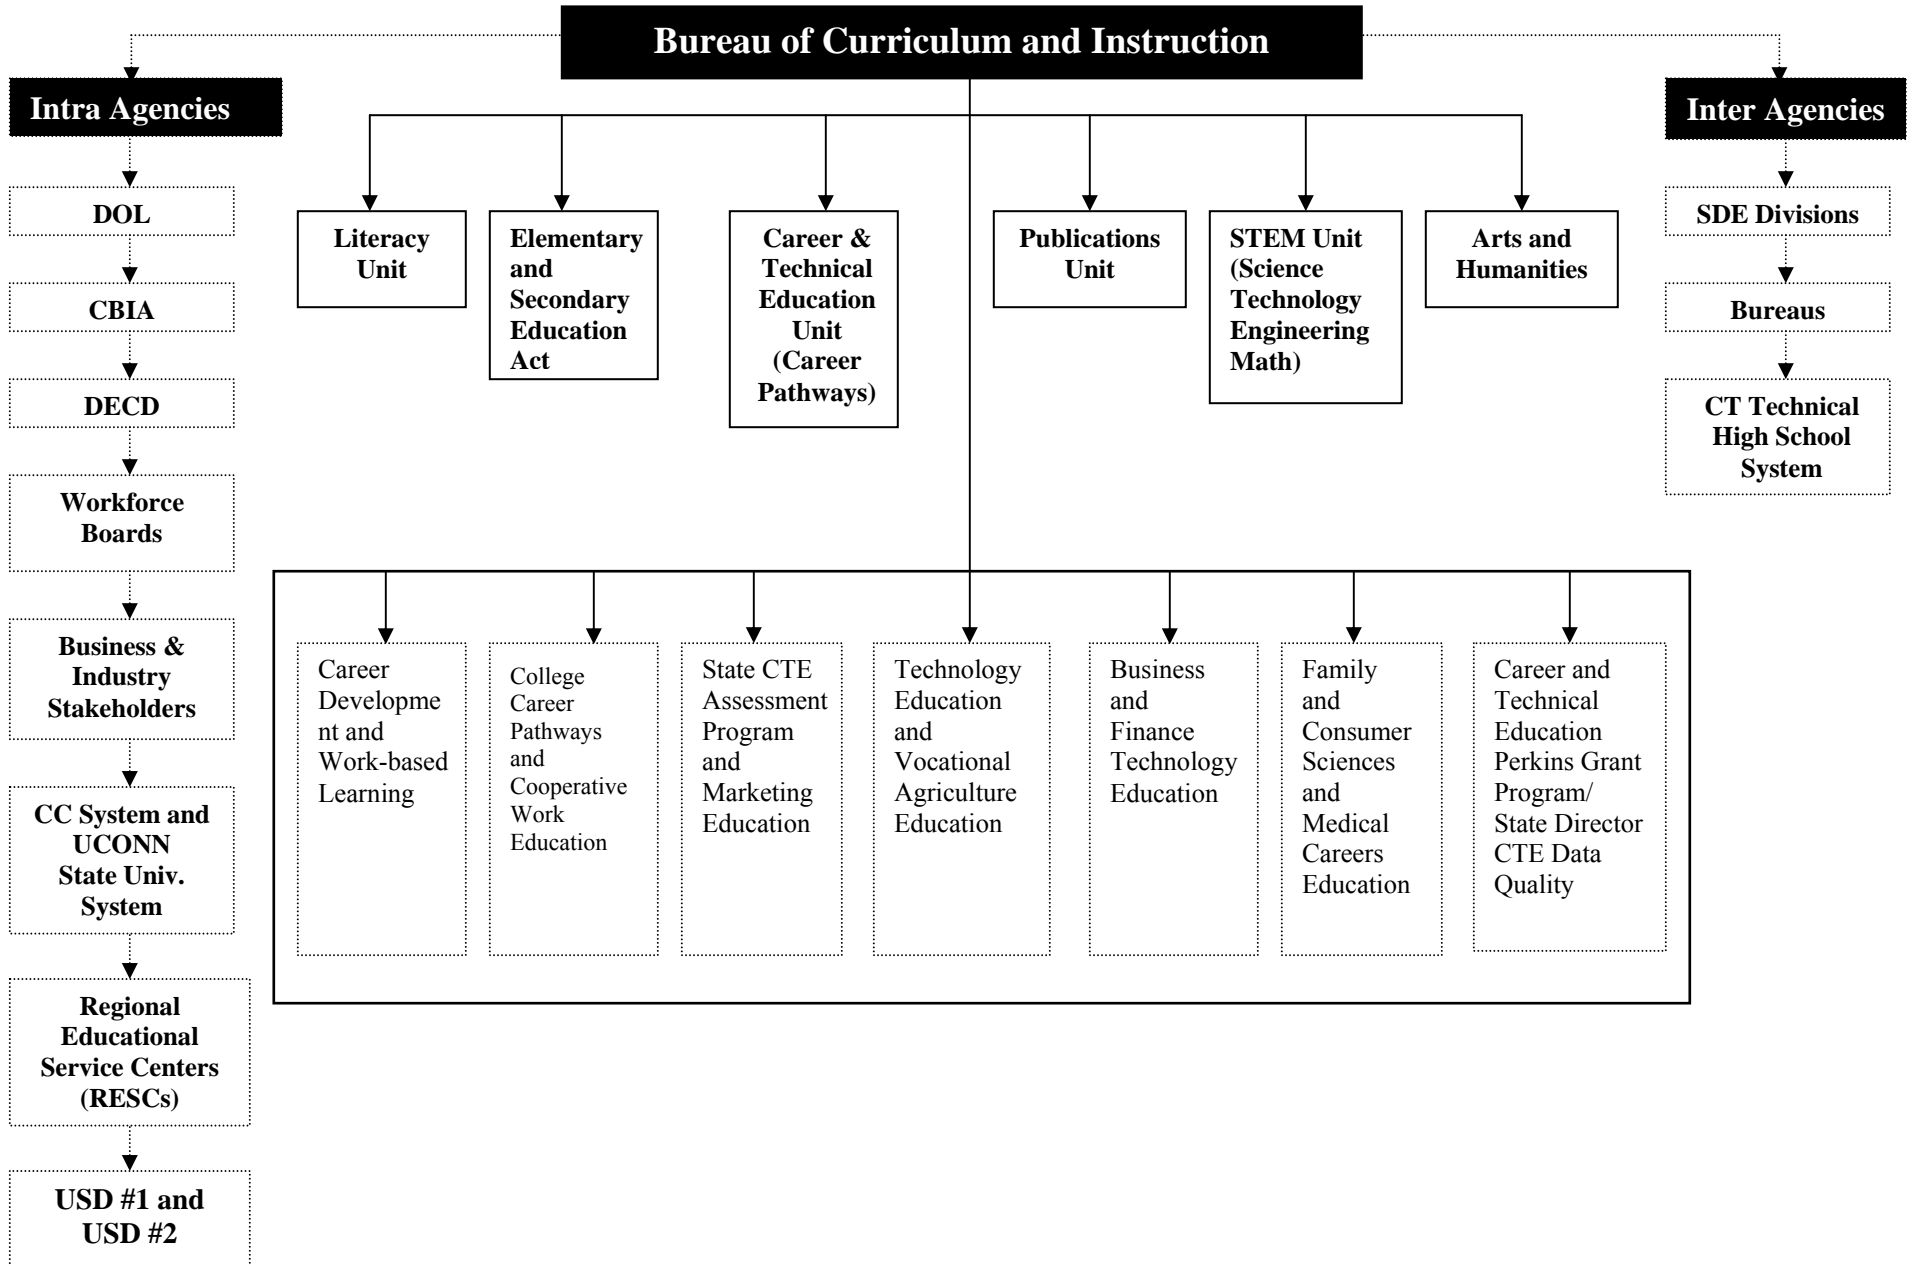 Bureau of Curriculum and Instruction
Intra Agencies
Inter Agencies
DOL
CBIA
DECD
Workforce
Boards
Business &
Industry
Stakeholders
CC System and
UCONN
State Univ.
System
Regional
Educational
Service Centers
(RESCs)
USD #1 and
USD #2
Literacy
Unit
Elementary
and
Secondary
Education
Act
Career &
Technical
Education
Unit
(Career
Pathways)
Publications
Unit
STEM Unit
(Science
Technology
Engineering
Math)
Arts and
Humanities
SDE Divisions
Bureaus
CT Technical
High School
System
Career
Developme
nt and
Work-based
Learning
College
Career
Pathways
and
Cooperative
Work
Education
State CTE
Assessment
Program
and
Marketing
Education
Technology
Education
and
Vocational
Agriculture
Education
Business
and
Finance
Technology
Education
Family
and
Consumer
Sciences
and
Medical
Careers
Education
Career and
Technical
Education
Perkins Grant
Program/
State Director
CTE Data
Quality